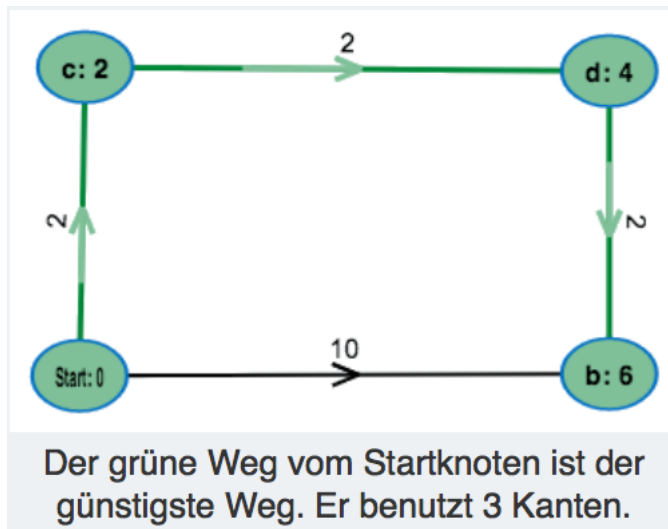 2
c: 2
d: 4
2
2
10
Start: 0
b: 6
Der grüne Weg vom Startknoten ist der
günstigste Weg. Er benutzt 3 Kanten.